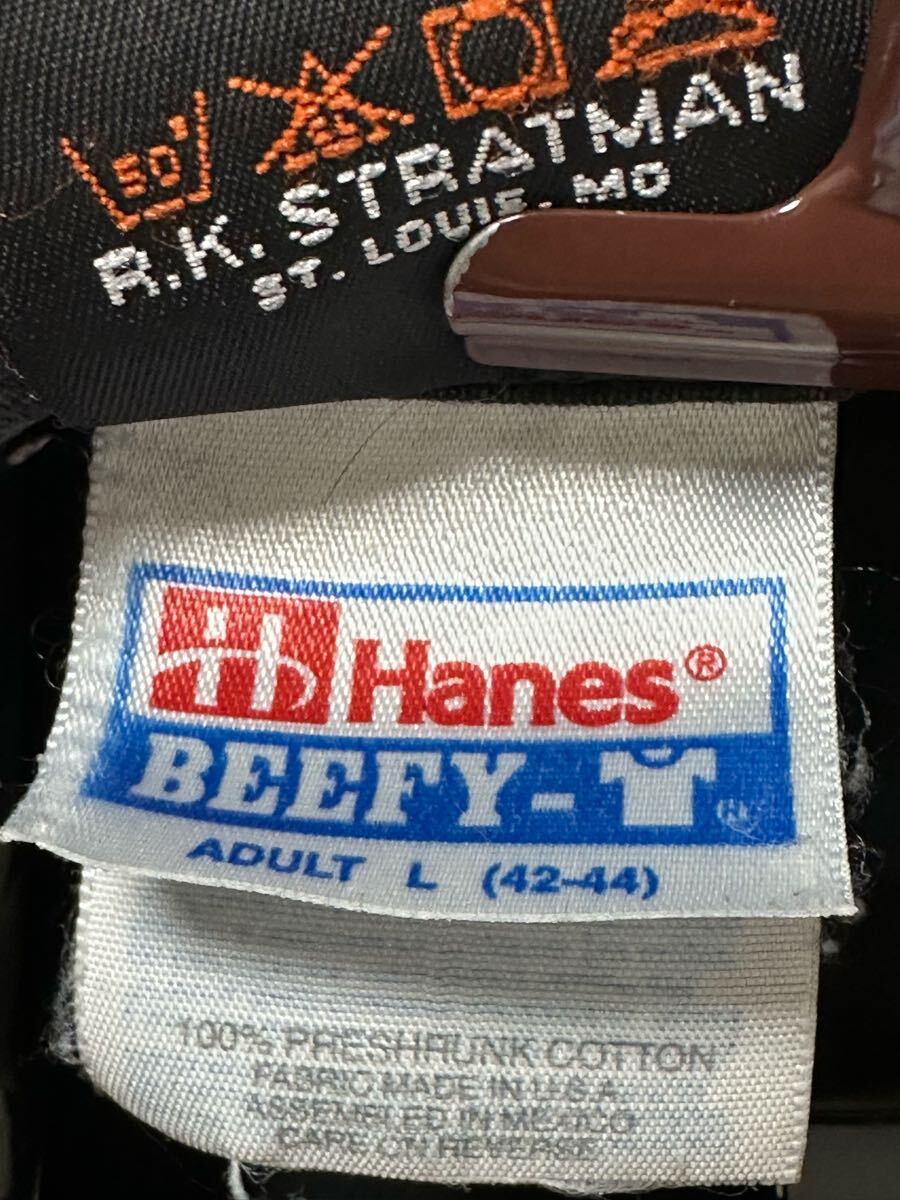 50°
R.K. STRATMAN
ST. LOUIS, MO
Hanes®
BEEFY-T
ADULT L (42-44)
100% PRESHRUNK COTTON
FABRIC MADE IN U.S.A
ASSEMBLED IN MEXICO
CARE ON REVERSE